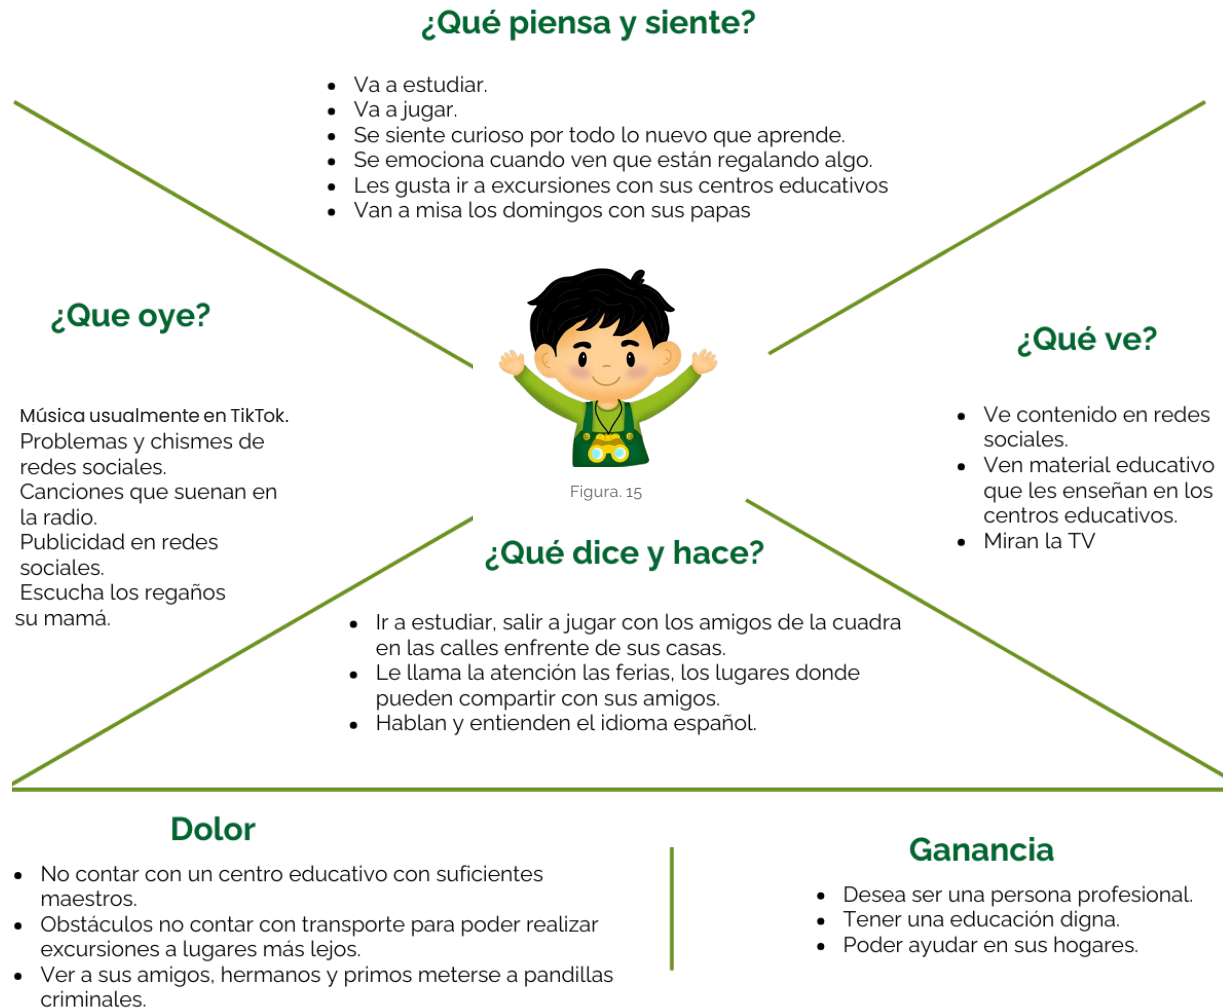 ¿Qué piensa y siente?
• Va a estudiar.
• Va a jugar.
• Se siente curioso por todo lo nuevo que aprende.
• Se emociona cuando ven que están regalando algo.
• Les gusta ir a excursiones con sus centros educativos
• Van a misa los domingos con sus papas
¿Que oye?
Música usualmente en TikTok.
Problemas y chismes de
redes sociales.
Canciones que suenan en
la radio.
Publicidad en redes
sociales.
Escucha los regaños
su mamá.
¿Qué ve?
• Ve contenido en redes
sociales.
• Ven material educativo
que les enseñan en los
centros educativos.
• Miran la TV
Figura. 15
¿Qué dice y hace?
• Ir a estudiar, salir a jugar con los amigos de la cuadra
en las calles enfrente de sus casas.
• Le llama la atención las ferias, los lugares donde
pueden compartir con sus amigos.
• Hablan y entienden el idioma español.
Dolor
• No contar con un centro educativo con suficientes
maestros.
• Obstáculos no contar con transporte para poder realizar
excursiones a lugares más lejos.
• Ver a sus amigos, hermanos y primos meterse a pandillas
criminales.
Ganancia
• Desea ser una persona profesional.
• Tener una educación digna.
• Poder ayudar en sus hogares.